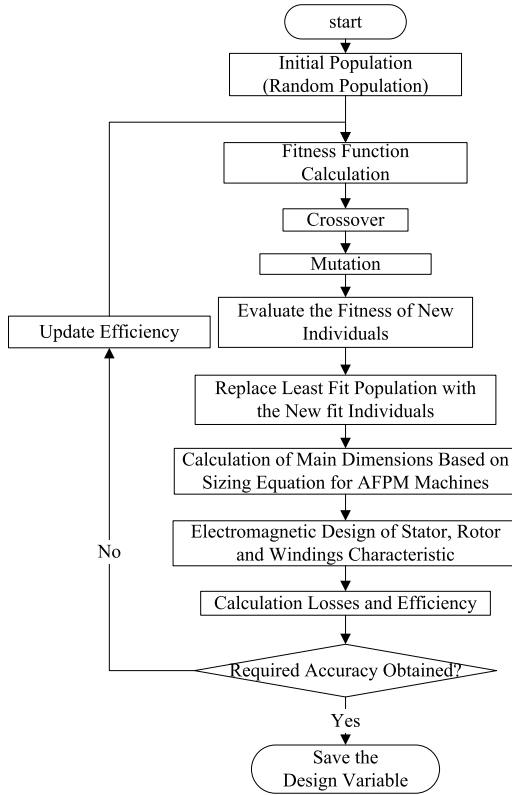 start
Initial Population
(Random Population)
Fitness Function
Calculation
Crossover
Mutation
Evaluate the Fitness of New
Individuals
Update Efficiency
Replace Least Fit Population with
the New fit Individuals
Calculation of Main Dimensions Based on
Sizing Equation for AFPM Machines
Electromagnetic Design of Stator, Rotor
and Windings Characteristic
No
Calculation Losses and Efficiency
Required Accuracy Obtained?
Yes
Save the
Design Variable